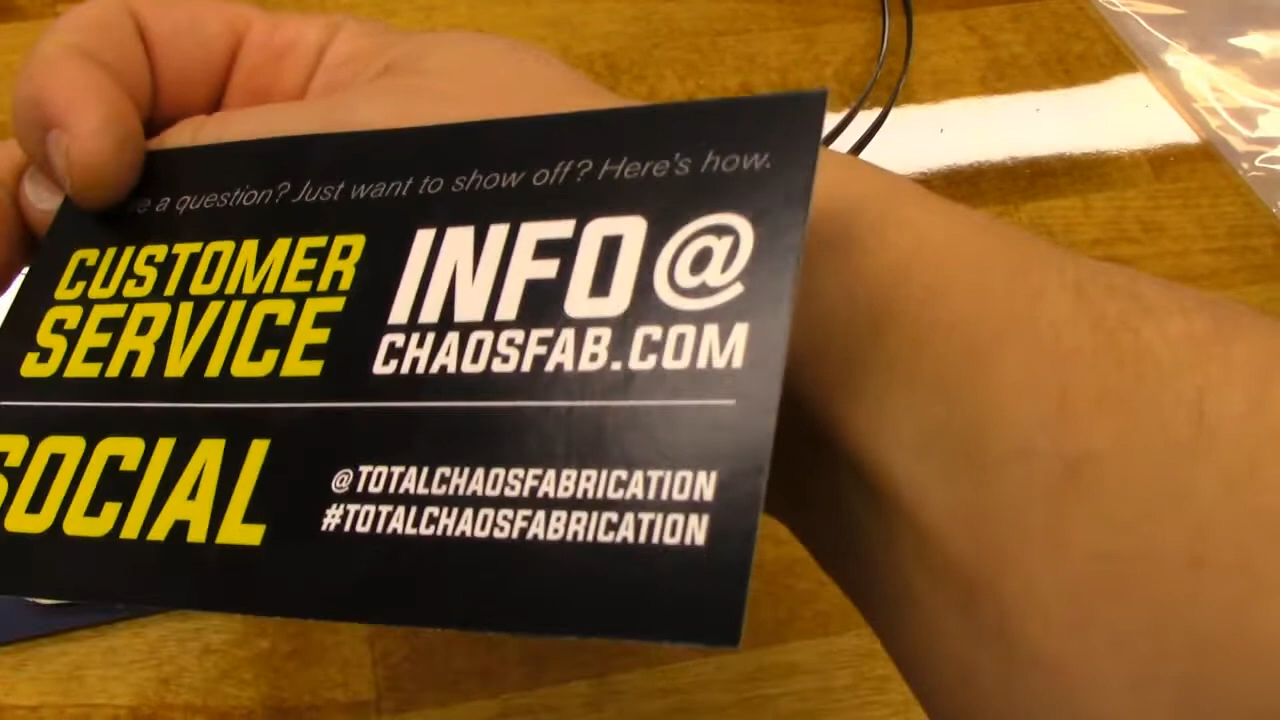 a question? Just want to show off? Here's how.
CUSTOMER
SERVICE
INFO@
CHAOSFAB.COM
SOCIAL
@TOTALCHAOSFABRICATION
#TOTALCHAOSFABRICATION